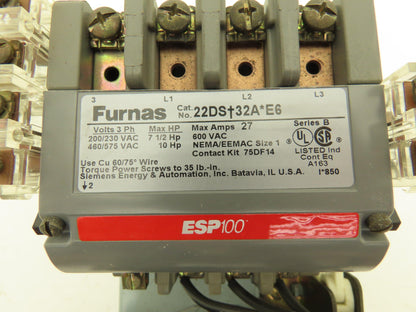 3 L1 L2 L3
Furnas Cat. No. 22DS†32A*E6
Volts 3 Ph Max HP Max Amps 27 Series B
200/230 VAC 7 1/2 Hp 600 VAC
460/575 VAC 10 Hp NEMA/EEMAC Size 1
Contact Kit 75DF14
LISTED Ind Cont Eq A163
Use Cu 60/75° Wire
Torque Power Screws to 35 lb.-in.
Siemens Energy & Automation, Inc. Batavia, IL U.S.A. I*850
↓2
ESP100™